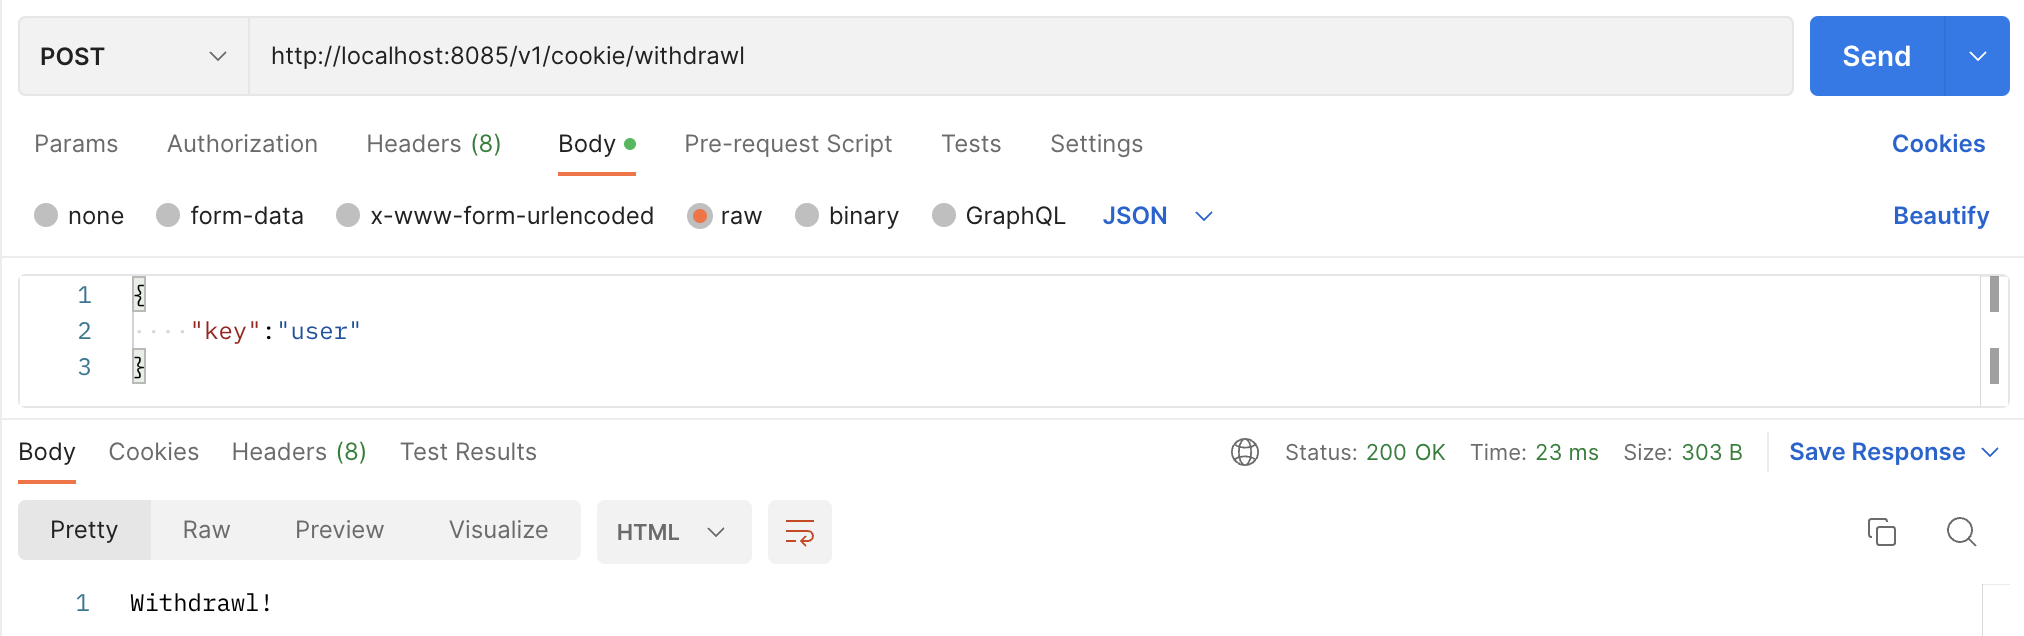 POST http://localhost:8085/v1/cookie/withdrawl Send
Params Authorization Headers (8) Body Pre-request Script Tests Settings Cookies
none form-data x-www-form-urlencoded raw binary GraphQL JSON Beautify
1 {
2 "key":"user"
3 }
Body Cookies Headers (8) Test Results Status: 200 OK Time: 23 ms Size: 303 B Save Response
Pretty Raw Preview Visualize HTML
1 Withdrawl!